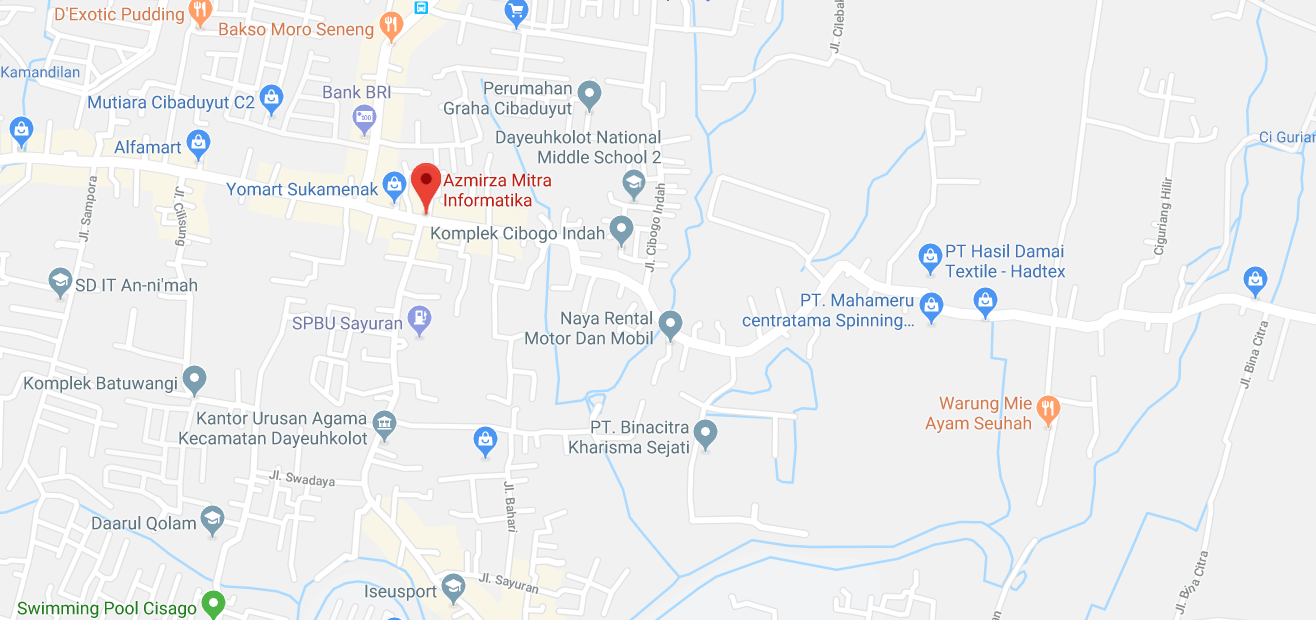 D'Exotic Pudding
Bakso Moro Seneng
Jl. Cilebak
Kamandilan
Mutiara Cibaduyut C2
Bank BRI
100
Perumahan
Graha Cibaduyut
Alfamart
Dayeuhkolot National
Middle School 2
Ci Gurian
Yomart Sukamenak
Azmirza Mitra
Informatika
Jl. Sampora
Jl. Cilisung
Komplek Cibogo Indah
Jl. Cibogo Indah
Ciguriang Hilir
PT Hasil Damai
Textile - Hadtex
SD IT An-ni'mah
SPBU Sayuran
Naya Rental
Motor Dan Mobil
PT. Mahameru
centratama Spinning...
Jl. Bina Citra
Komplek Batuwangi
Kantor Urusan Agama
Kecamatan Dayeuhkolot
PT. Binacitra
Kharisma Sejati
Warung Mie
Ayam Seuhah
Jl. Swadaya
Jl. Bahari
Daarul Qolam
Iseusport
Jl. Sayuran
Jl. Bina Citra
Swimming Pool Cisago